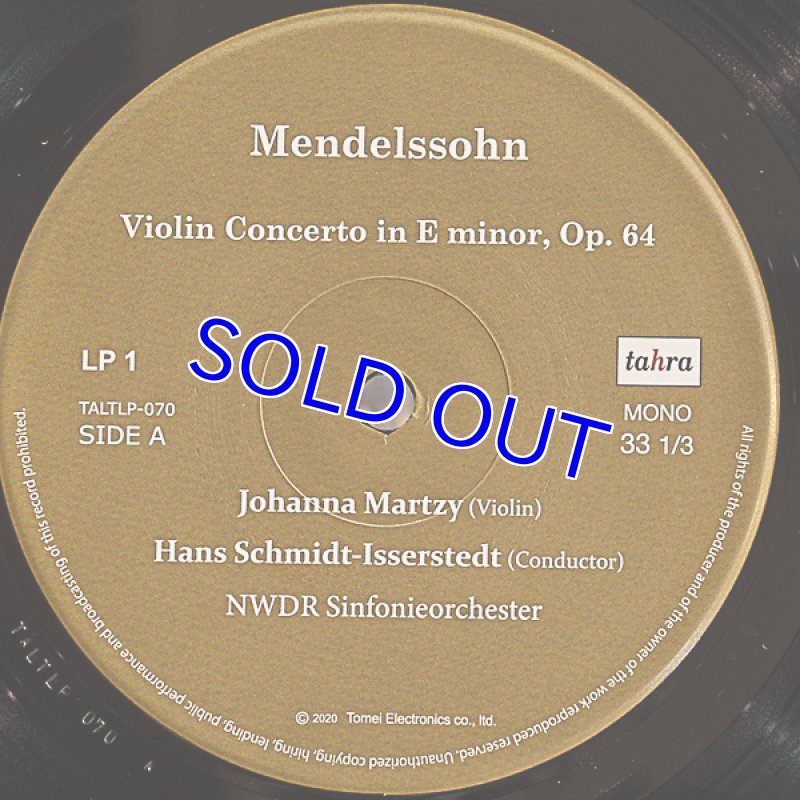 Mendelssohn
Violin Concerto in E minor, Op. 64
LP 1
tahra
TALTLP-070
SIDE A
MONO
33 1/3
SOLD OUT
Johanna Martzy (Violin)
Hans Schmidt-Isserstedt (Conductor)
NWDR Sinfonieorchester
© 2020 Tomei Electronics co., ltd.
All rights of the producer and of the owner of the work reproduced reserved. Unauthorized copying, hiring, lending, public performance and broadcasting of this record prohibited.
TALTLP 070 A